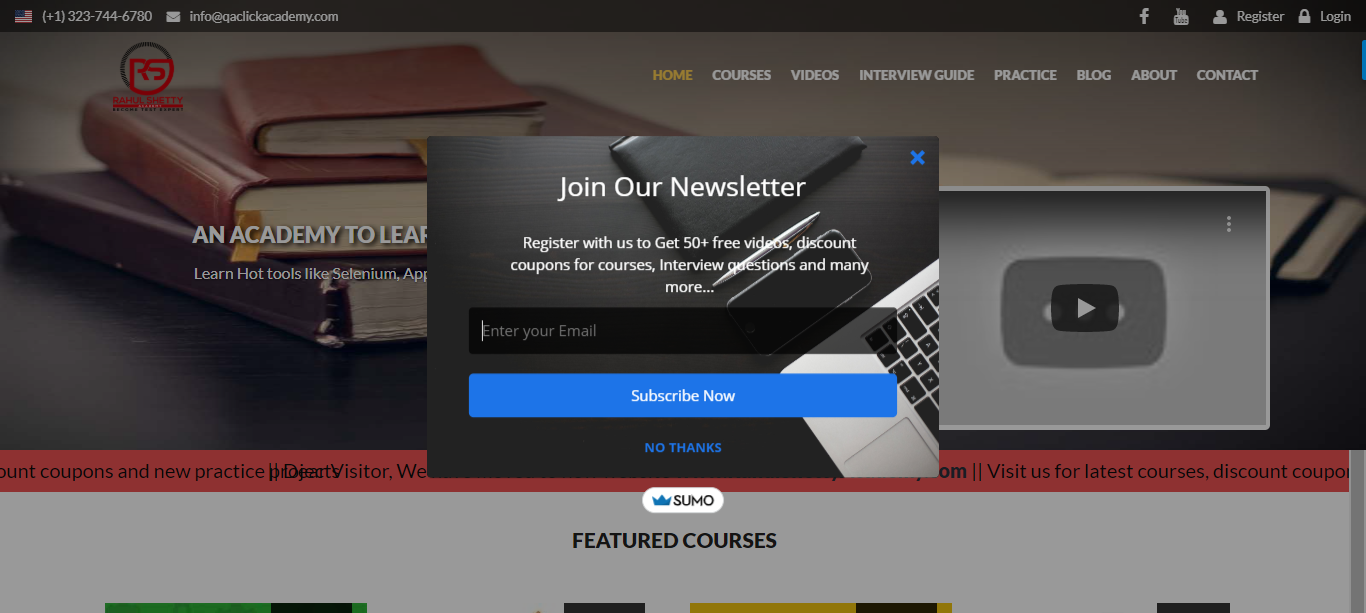 (+1) 323-744-6780 info@qaclickacademy.com Register Login
RS
RAHUL SHETTY
HOME COURSES VIDEOS INTERVIEW GUIDE PRACTICE BLOG ABOUT CONTACT
Join Our Newsletter
AN ACADEMY TO LEAR
Learn Hot tools like Selenium, App
Register with us to Get 50+ free videos, discount
coupons for courses, Interview questions and many
more...
Enter your Email
Subscribe Now
NO THANKS
ount coupons and new practice projects || Dear Visitor, We || Visit us for latest courses, discount coupon
SUMO
FEATURED COURSES